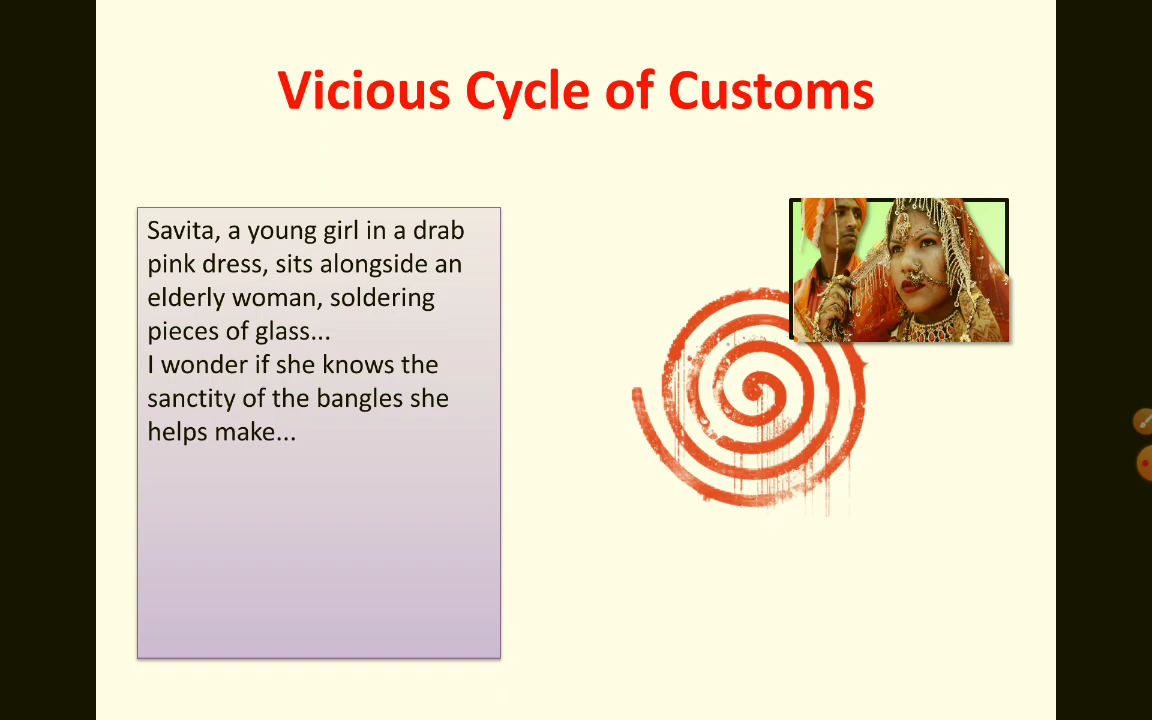 Vicious Cycle of Customs
Savita, a young girl in a drab
pink dress, sits alongside an
elderly woman, soldering
pieces of glass...
I wonder if she knows the
sanctity of the bangles she
helps make...